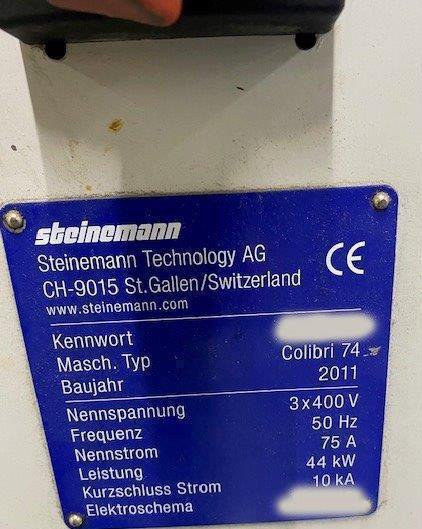 steinemann
Steinemann Technology AG
CH-9015 St.Gallen/Switzerland
www.steinemann.com
CE
Kennwort
Masch. Typ Colibri 74
Baujahr 2011
Nennspannung 3x400 V
Frequenz 50 Hz
Nennstrom 75 A
Leistung 44 kW
Kurzschluss Strom 10 kA
Elektroschema